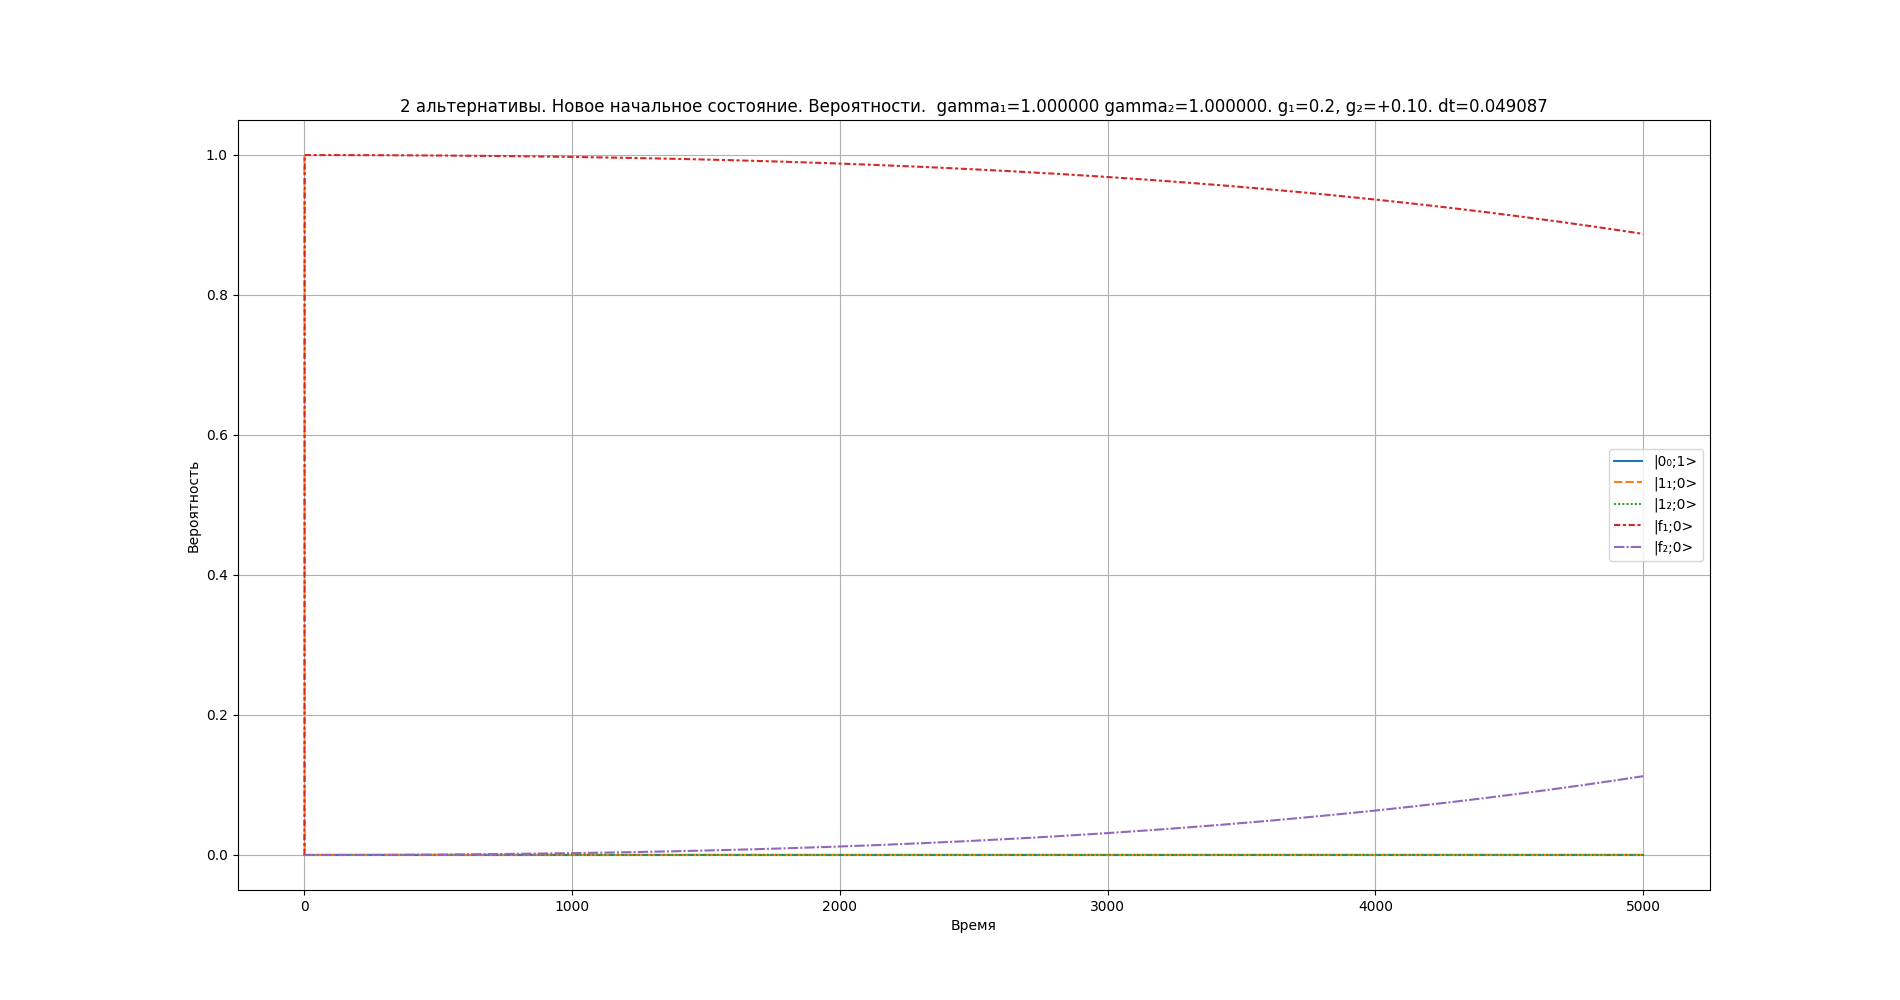 2 альтернативы. Новое начальное состояние. Вероятности.  gamma₁=1.000000 gamma₂=1.000000. g₁=0.2, g₂=+0.10. dt=0.049087
1.0
0.8
0.6
0.4
0.2
0.0
Вероятность
|0₀;1>
|1₁;0>
|1₂;0>
|f₁;0>
|f₂;0>
0 1000 2000 3000 4000 5000
Время